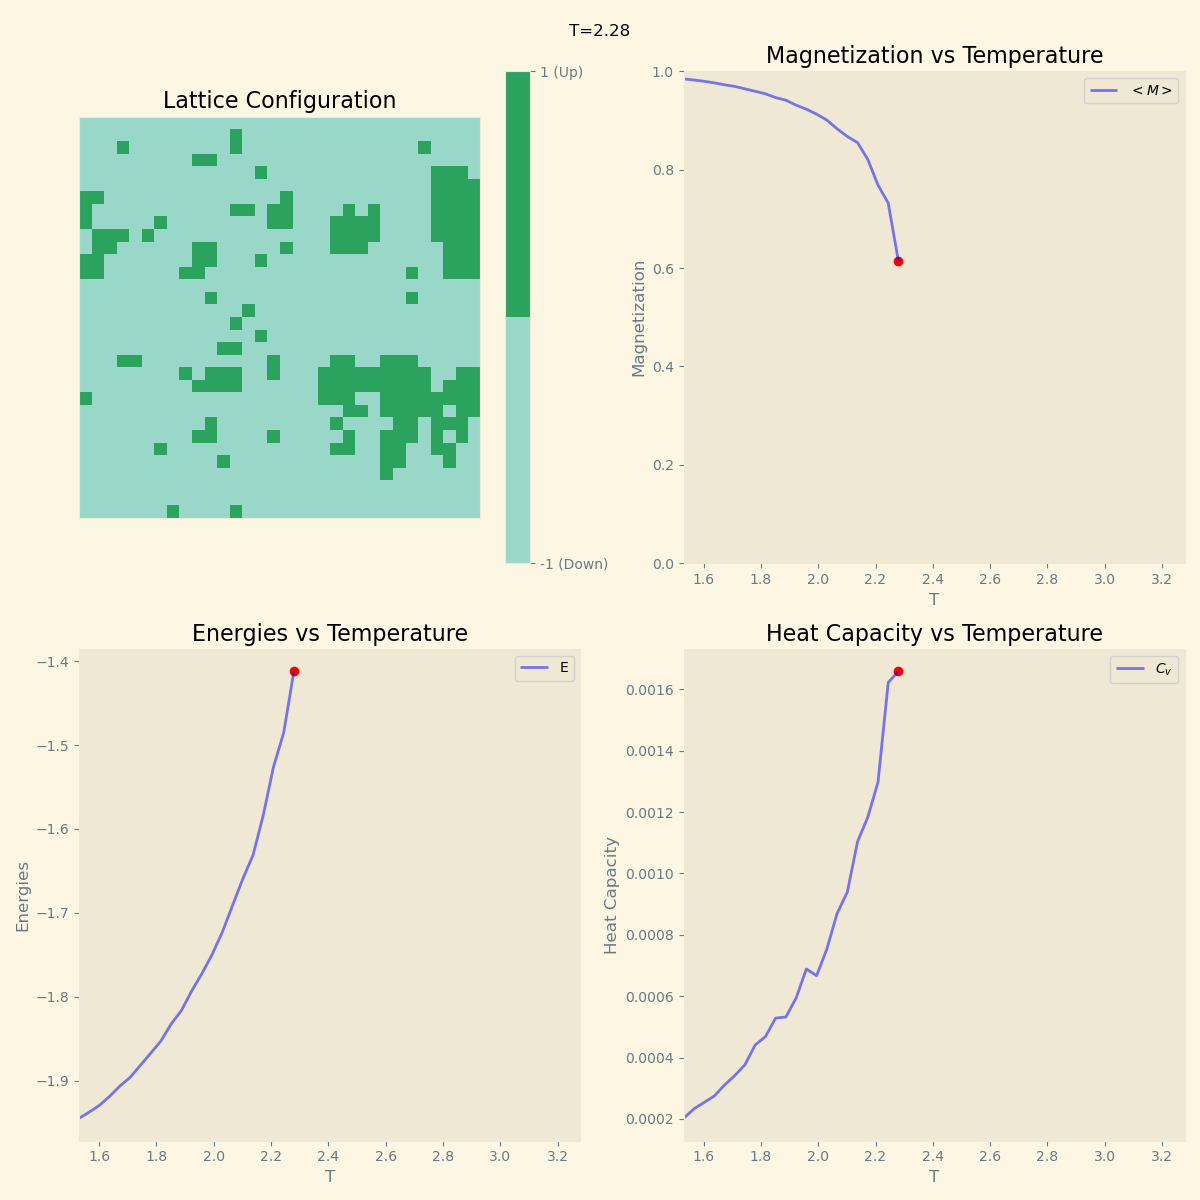 T=2.28
Lattice Configuration
1 (Up)
-1 (Down)
Magnetization vs Temperature
<M>
Magnetization
1.0
0.8
0.6
0.4
0.2
0.0
1.6 1.8 2.0 2.2 2.4 2.6 2.8 3.0 3.2
T
Energies vs Temperature
E
Energies
−1.4
−1.5
−1.6
−1.7
−1.8
−1.9
1.6 1.8 2.0 2.2 2.4 2.6 2.8 3.0 3.2
T
Heat Capacity vs Temperature
Cv
Heat Capacity
0.0016
0.0014
0.0012
0.0010
0.0008
0.0006
0.0004
0.0002
1.6 1.8 2.0 2.2 2.4 2.6 2.8 3.0 3.2
T